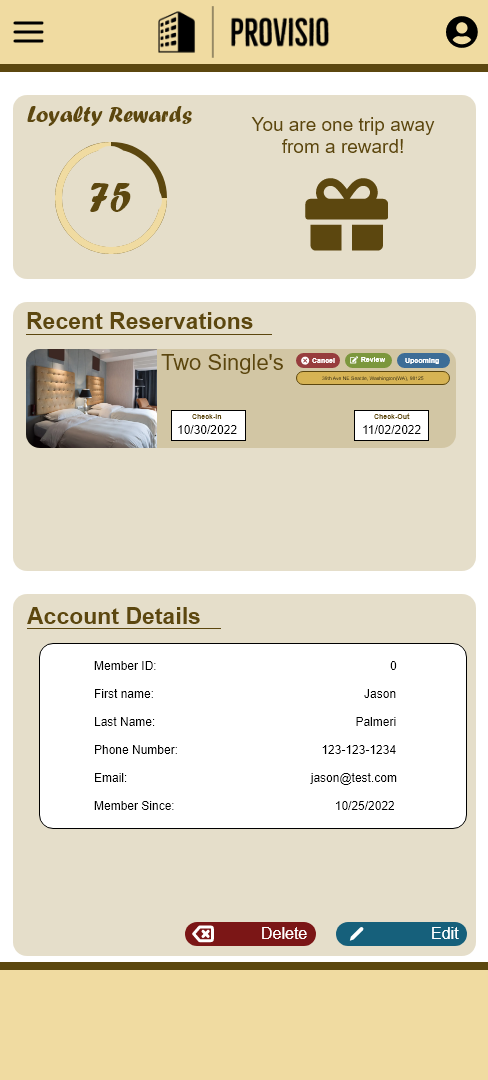 PROVISIO
Loyalty Rewards
75
You are one trip away
from a reward!
Recent Reservations
Two Single's
Cancel
Review
Upcoming
Check-In
10/30/2022
Check-Out
11/02/2022
Account Details
Member ID: 0
First name: Jason
Last Name: Palmeri
Phone Number: 123-123-1234
Email: jason@test.com
Member Since: 10/25/2022
Delete
Edit